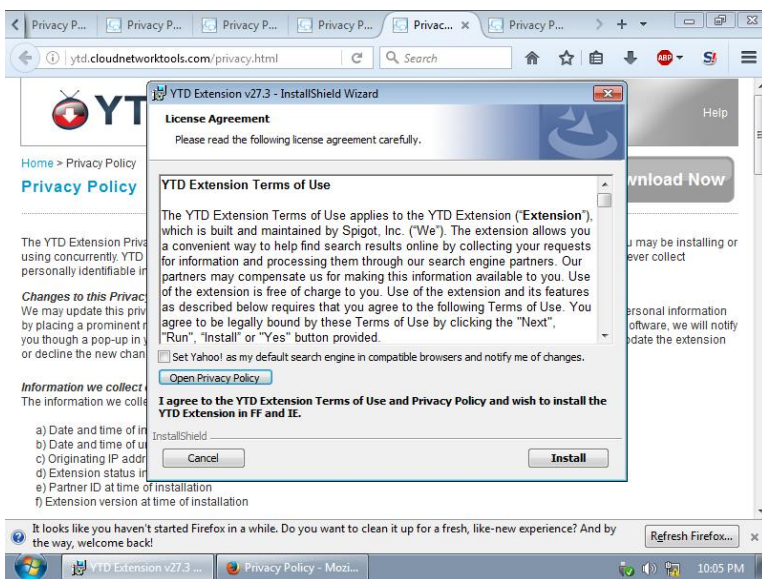 Privacy P...
Privacy P...
Privacy P...
Privacy P...
Privac... ×
Privacy P...
ytd.cloudnetworktools.com/privacy.html
Search
ABP
S!
YT
Help
Home > Privacy Policy
Privacy Policy
wnload Now
The YTD Extension Priva
u may be installing or
using concurrently. YTD
ever collect
personally identifiable in
Changes to this Privac
We may update this priv
ersonal information
by placing a prominent n
oftware, we will notify
you though a pop-up in y
pdate the extension
or decline the new chan
Information we collect
The information we colle
a) Date and time of in
b) Date and time of u
c) Originating IP addr
d) Extension status in
e) Partner ID at time of installation
f) Extension version at time of installation
YTD Extension v27.3 - InstallShield Wizard
License Agreement
Please read the following license agreement carefully.
YTD Extension Terms of Use
The YTD Extension Terms of Use applies to the YTD Extension (“Extension”),
which is built and maintained by Spigot, Inc. (“We”). The extension allows you
a convenient way to help find search results online by collecting your requests
for information and processing them through our search engine partners. Our
partners may compensate us for making this information available to you. Use
of the extension is free of charge to you. Use of the extension and its features
as described below requires that you agree to the following Terms of Use. You
agree to be legally bound by these Terms of Use by clicking the "Next",
"Run", “Install” or "Yes" button provided.
Set Yahoo! as my default search engine in compatible browsers and notify me of changes.
Open Privacy Policy
I agree to the YTD Extension Terms of Use and Privacy Policy and wish to install the
YTD Extension in FF and IE.
InstallShield
Cancel
Install
It looks like you haven't started Firefox in a while. Do you want to clean it up for a fresh, like-new experience? And by
the way, welcome back!
Refresh Firefox...
YTD Extension v27.3 ...
Privacy Policy - Mozi...
10:05 PM